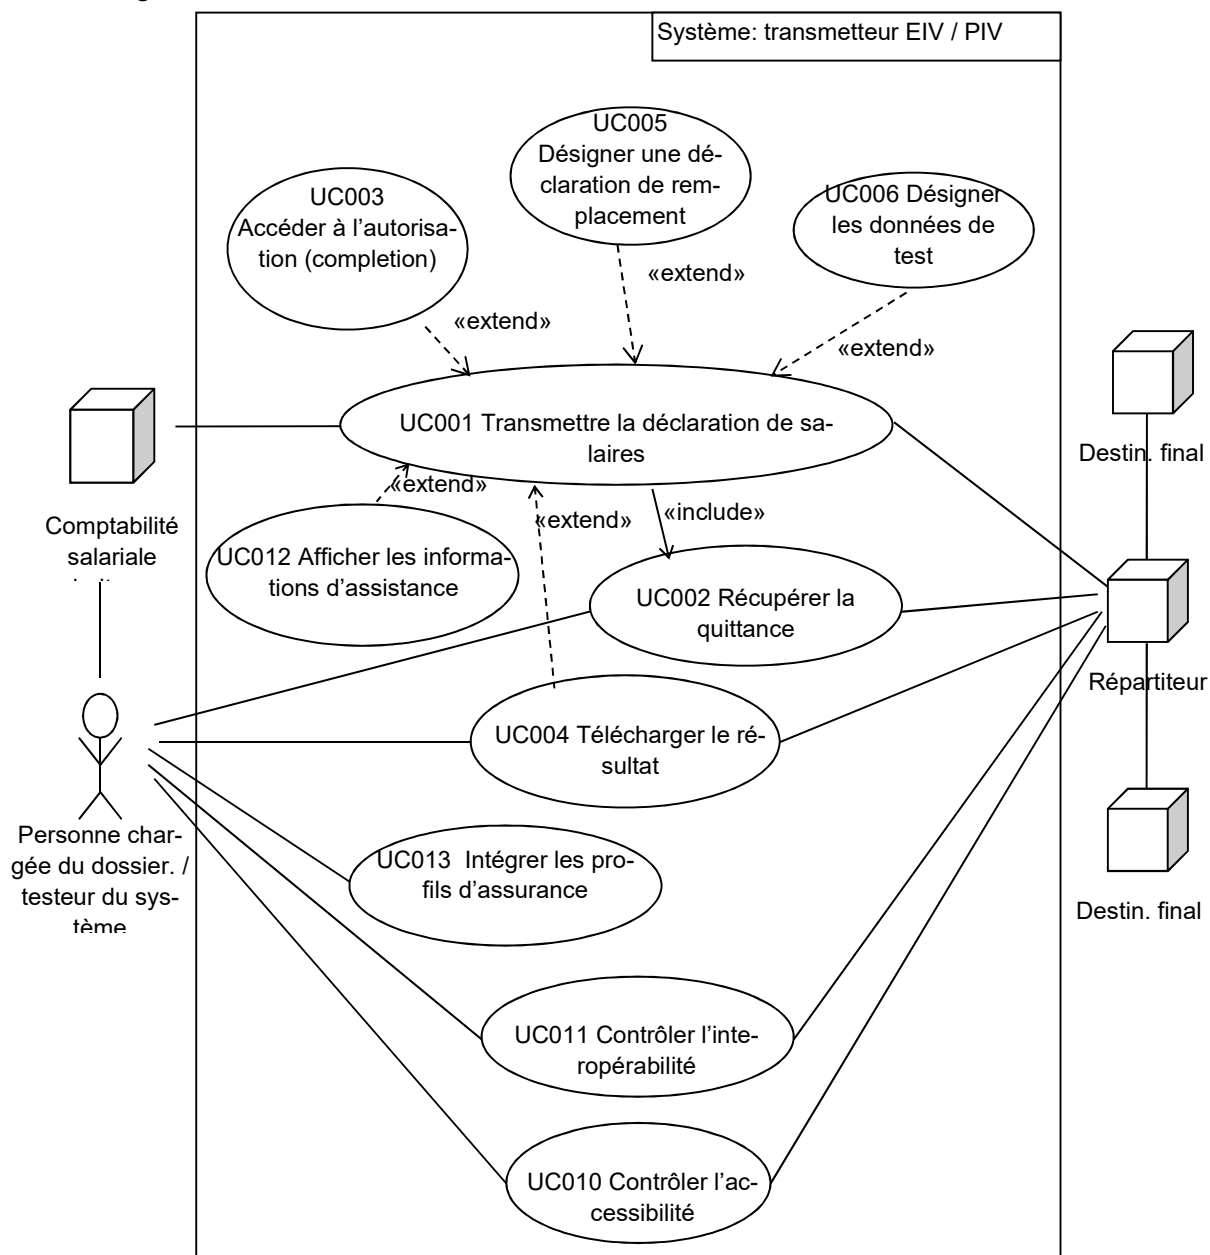 Système: transmetteur EIV / PIV
UC005
Désigner une dé-
claration de rem-
placement
UC003
Accéder à l'autorisa-
tion (completion)
UC006 Désigner
les données de
test
«extend»
«extend»
«extend»
UC001 Transmettre la déclaration de sa-
laires
Destin. final
«extend»
«extend»
«include»
Comptabilité
salariale
UC012 Afficher les informa-
tions d'assistance
UC002 Récupérer la
quittance
Répartiteur
UC004 Télécharger le ré-
sultat
Personne char-
gée du dossier. /
testeur du sys-
tème
UC013 Intégrer les pro-
fils d'assurance
Destin. final
UC011 Contrôler l'inte-
ropérabilité
UC010 Contrôler l'ac-
cessibilité